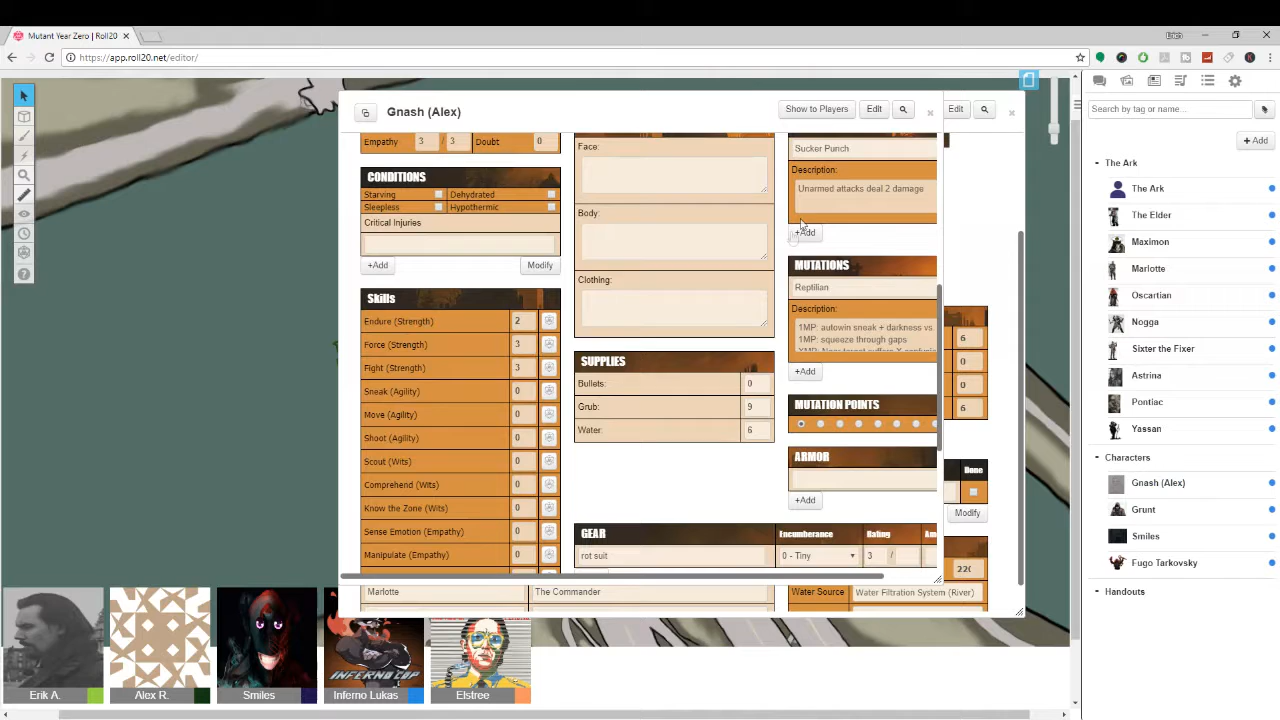 Mutant Year Zero | Roll20
https://app.roll20.net/editor/
Gnash (Alex)
Show to Players
Edit
Edit
Empathy 3 / 3 Doubt 0
CONDITIONS
Starving Dehydrated
Sleepless Hypothermic
Critical Injuries
+Add Modify
Skills
Endure (Strength) 2
Force (Strength) 3
Fight (Strength) 3
Sneak (Agility) 0
Move (Agility) 0
Shoot (Agility) 0
Scout (Wits) 0
Comprehend (Wits) 0
Know the Zone (Wits) 0
Sense Emotion (Empathy) 0
Manipulate (Empathy) 0
Face:
Body:
Clothing:
SUPPLIES
Bullets: 0
Grub: 9
Water: 6
Sucker Punch
Description:
Unarmed attacks deal 2 damage
+Add
MUTATIONS
Reptilian
Description:
1MP: autowin sneak + darkness vs
1MP: squeeze through gaps
+Add
MUTATION POINTS
ARMOR
+Add
GEAR Encumberance Rating
rot suit 0 - Tiny 3 /
6
0
0
6
Done
Modify
Marlotte The Commander
Water Source Water Filtration System (River)
Search by tag or name...
+ Add
The Ark
The Ark
The Elder
Maximon
Marlotte
Oscartian
Nogga
Sixter the Fixer
Astrina
Pontiac
Yassan
Characters
Gnash (Alex)
Grunt
Smiles
Fugo Tarkovsky
Handouts
INFERNO COP
Erik A.
Alex R.
Smiles
Inferno Lukas
Elstree